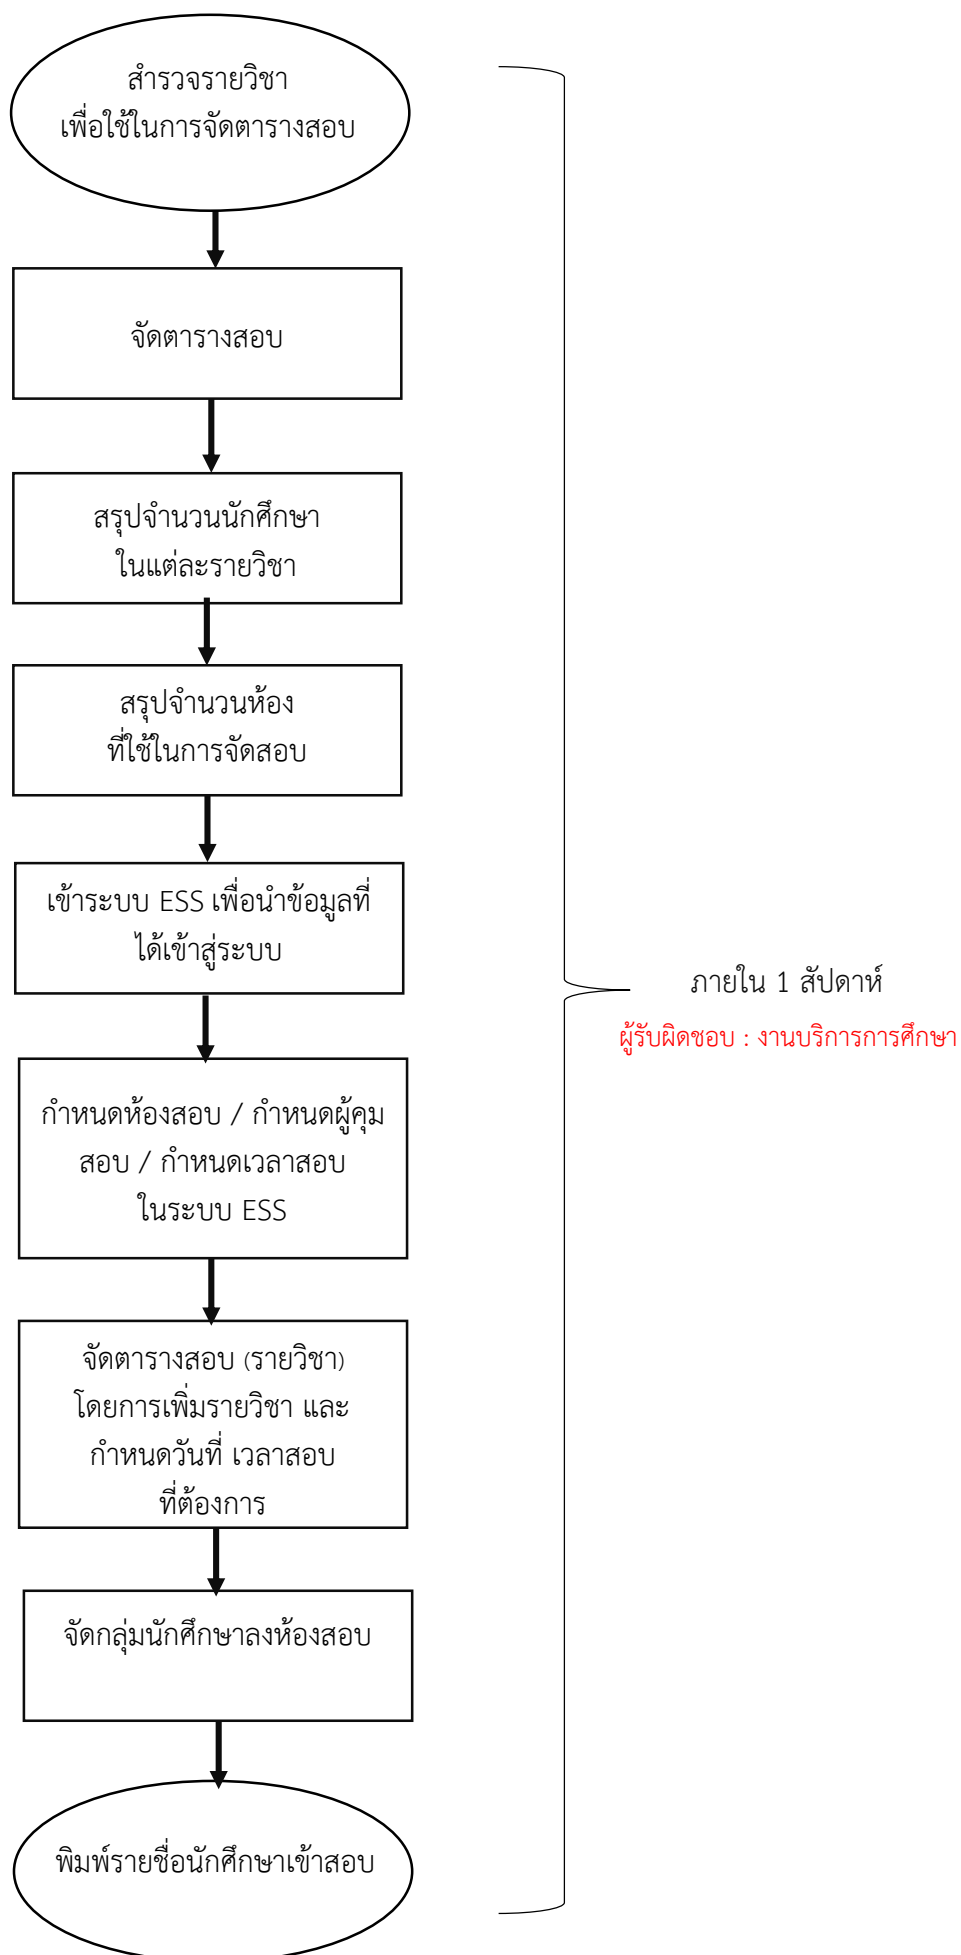 สำรวจรายวิชา
เพื่อใช้ในการจัดตารางสอบ
จัดตารางสอบ
สรุปจำนวนนักศึกษา
ในแต่ละรายวิชา
สรุปจำนวนห้อง
ที่ใช้ในการจัดสอบ
เข้าระบบ ESS เพื่อนำข้อมูลที่
ได้เข้าสู่ระบบ
ภายใน 1 สัปดาห์
ผู้รับผิดชอบ : งานบริการการศึกษา
กำหนดห้องสอบ / กำหนดผู้คุม
สอบ / กำหนดเวลาสอบ
ในระบบ ESS
จัดตารางสอบ (รายวิชา)
โดยการเพิ่มรายวิชา และ
กำหนดวันที่ เวลาสอบ
ที่ต้องการ
จัดกลุ่มนักศึกษาลงห้องสอบ
พิมพ์รายชื่อนักศึกษาเข้าสอบ